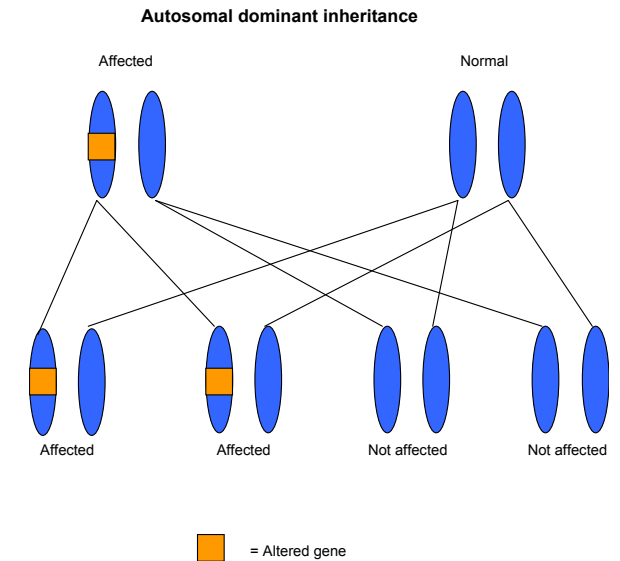 Autosomal dominant inheritance
Affected
Normal
Affected
Affected
Not affected
Not affected
= Altered gene